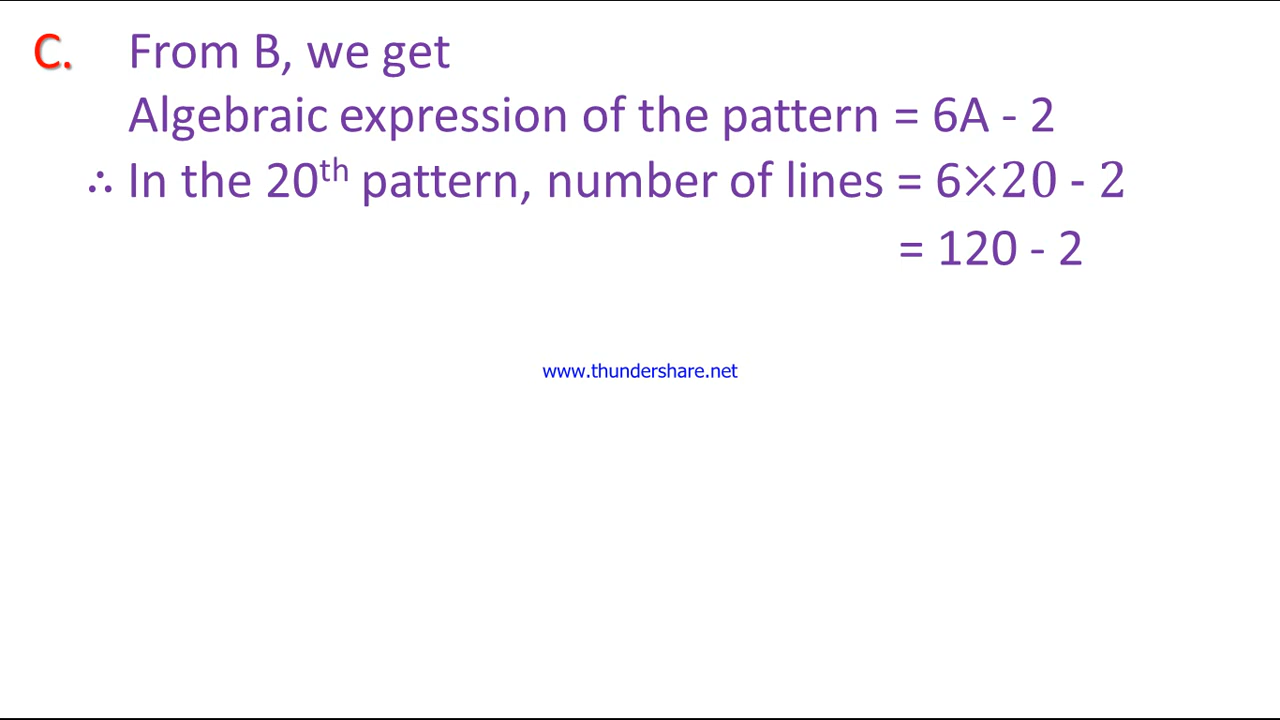 C. From B, we get
Algebraic expression of the pattern = 6A - 2
∴ In the 20th pattern, number of lines = 6×20 - 2
= 120 - 2
www.thundershare.net